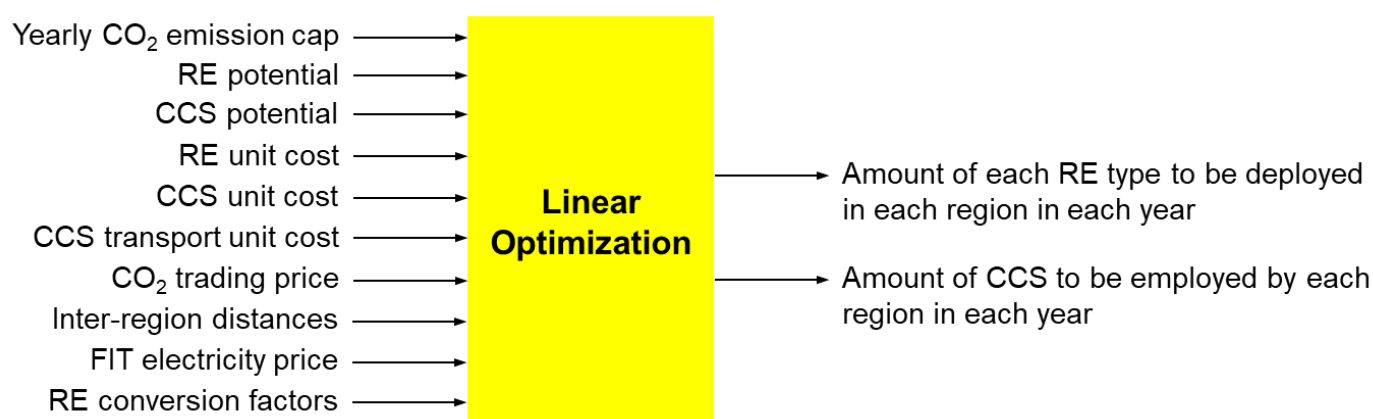 Yearly CO₂ emission cap
RE potential
CCS potential
RE unit cost
CCS unit cost
CCS transport unit cost
CO₂ trading price
Inter-region distances
FIT electricity price
RE conversion factors
Linear
Optimization
Amount of each RE type to be deployed
in each region in each year
Amount of CCS to be employed by each
region in each year